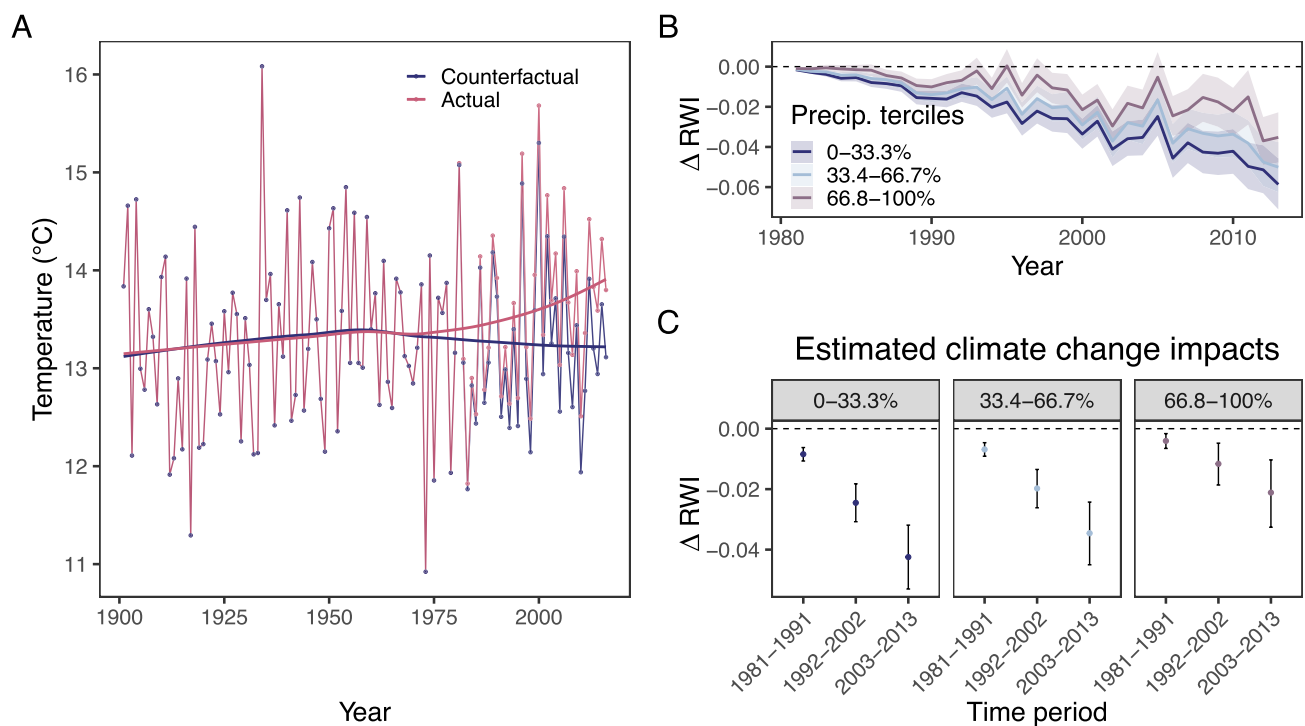 A
16
15
14
13
12
11
Temperature (°C)
Counterfactual
Actual
1900
1925
1950
1975
2000
Year
B
0.00
−0.02
−0.04
−0.06
Δ RWI
Precip. terciles
0−33.3%
33.4−66.7%
66.8−100%
1980
1990
2000
2010
Year
C
Estimated climate change impacts
0−33.3%
33.4−66.7%
66.8−100%
0.00
−0.02
−0.04
Δ RWI
1981−1991
1992−2002
2003−2013
1981−1991
1992−2002
2003−2013
1981−1991
1992−2002
2003−2013
Time period